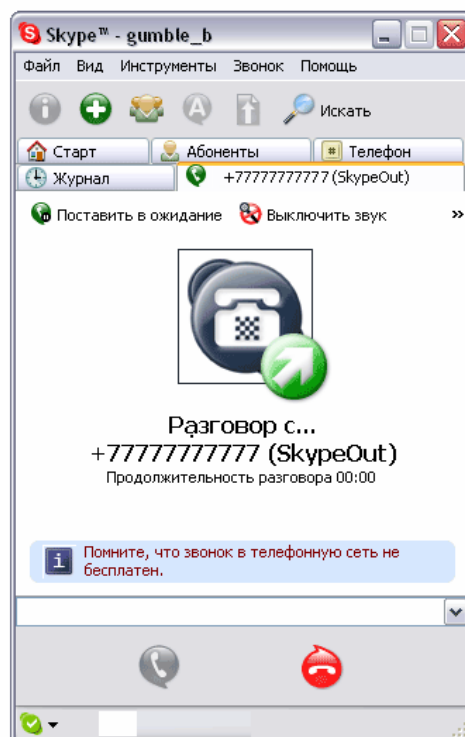 Skype™ - gumble_b
Файл Вид Инструменты Звонок Помощь
Искать
Старт Абоненты Телефон
Журнал +77777777777 (SkypeOut)
Поставить в ожидание Выключить звук »
Разговор с...
+77777777777 (SkypeOut)
Продолжительность разговора 00:00
Помните, что звонок в телефонную сеть не
бесплатен.